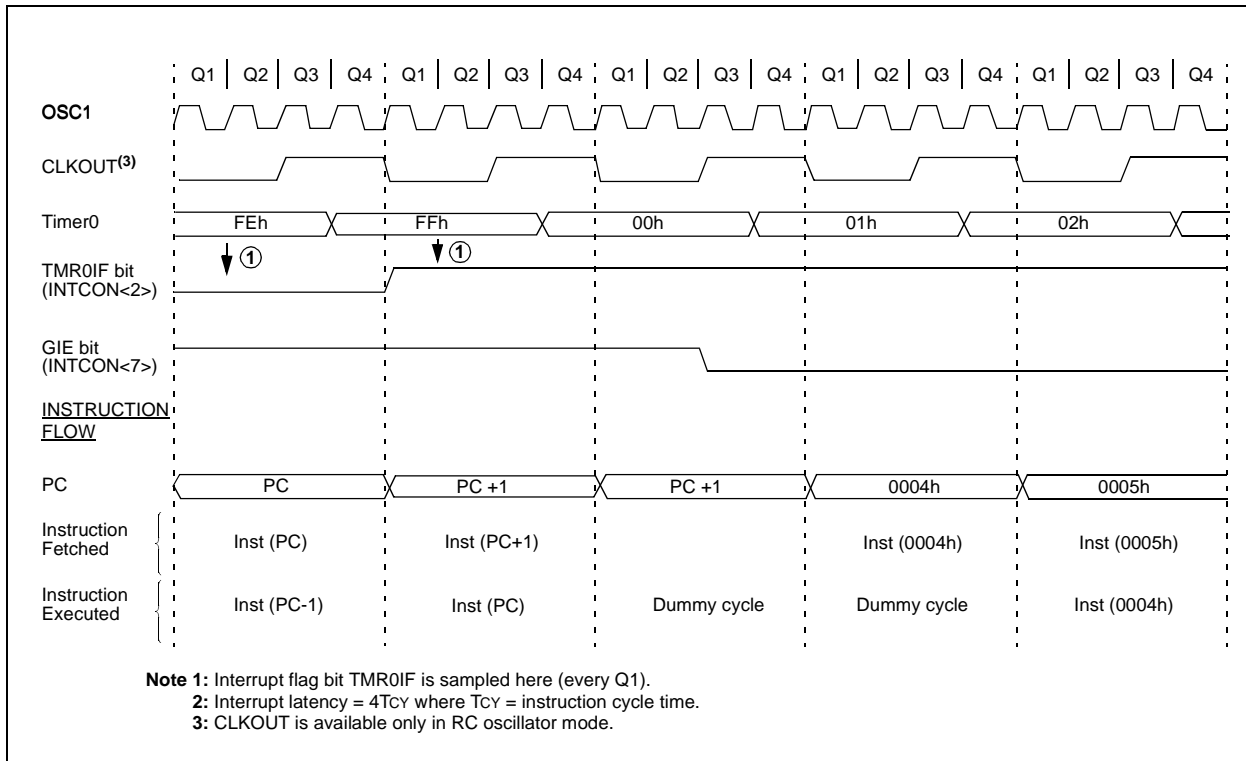 Q1 Q2 Q3 Q4 Q1 Q2 Q3 Q4 Q1 Q2 Q3 Q4 Q1 Q2 Q3 Q4 Q1 Q2 Q3 Q4
OSC1
CLKOUT(3)
Timer0 FEh FFh 00h 01h 02h
1 1
TMR0IF bit
(INTCON<2>)
GIE bit
(INTCON<7>)
INSTRUCTION
FLOW
PC PC PC +1 PC +1 0004h 0005h
Instruction
Fetched
Inst (PC) Inst (PC+1) Inst (0004h) Inst (0005h)
Instruction
Executed
Inst (PC-1) Inst (PC) Dummy cycle Dummy cycle Inst (0004h)
Note 1: Interrupt flag bit TMR0IF is sampled here (every Q1).
2: Interrupt latency = 4TCY where TCY = instruction cycle time.
3: CLKOUT is available only in RC oscillator mode.